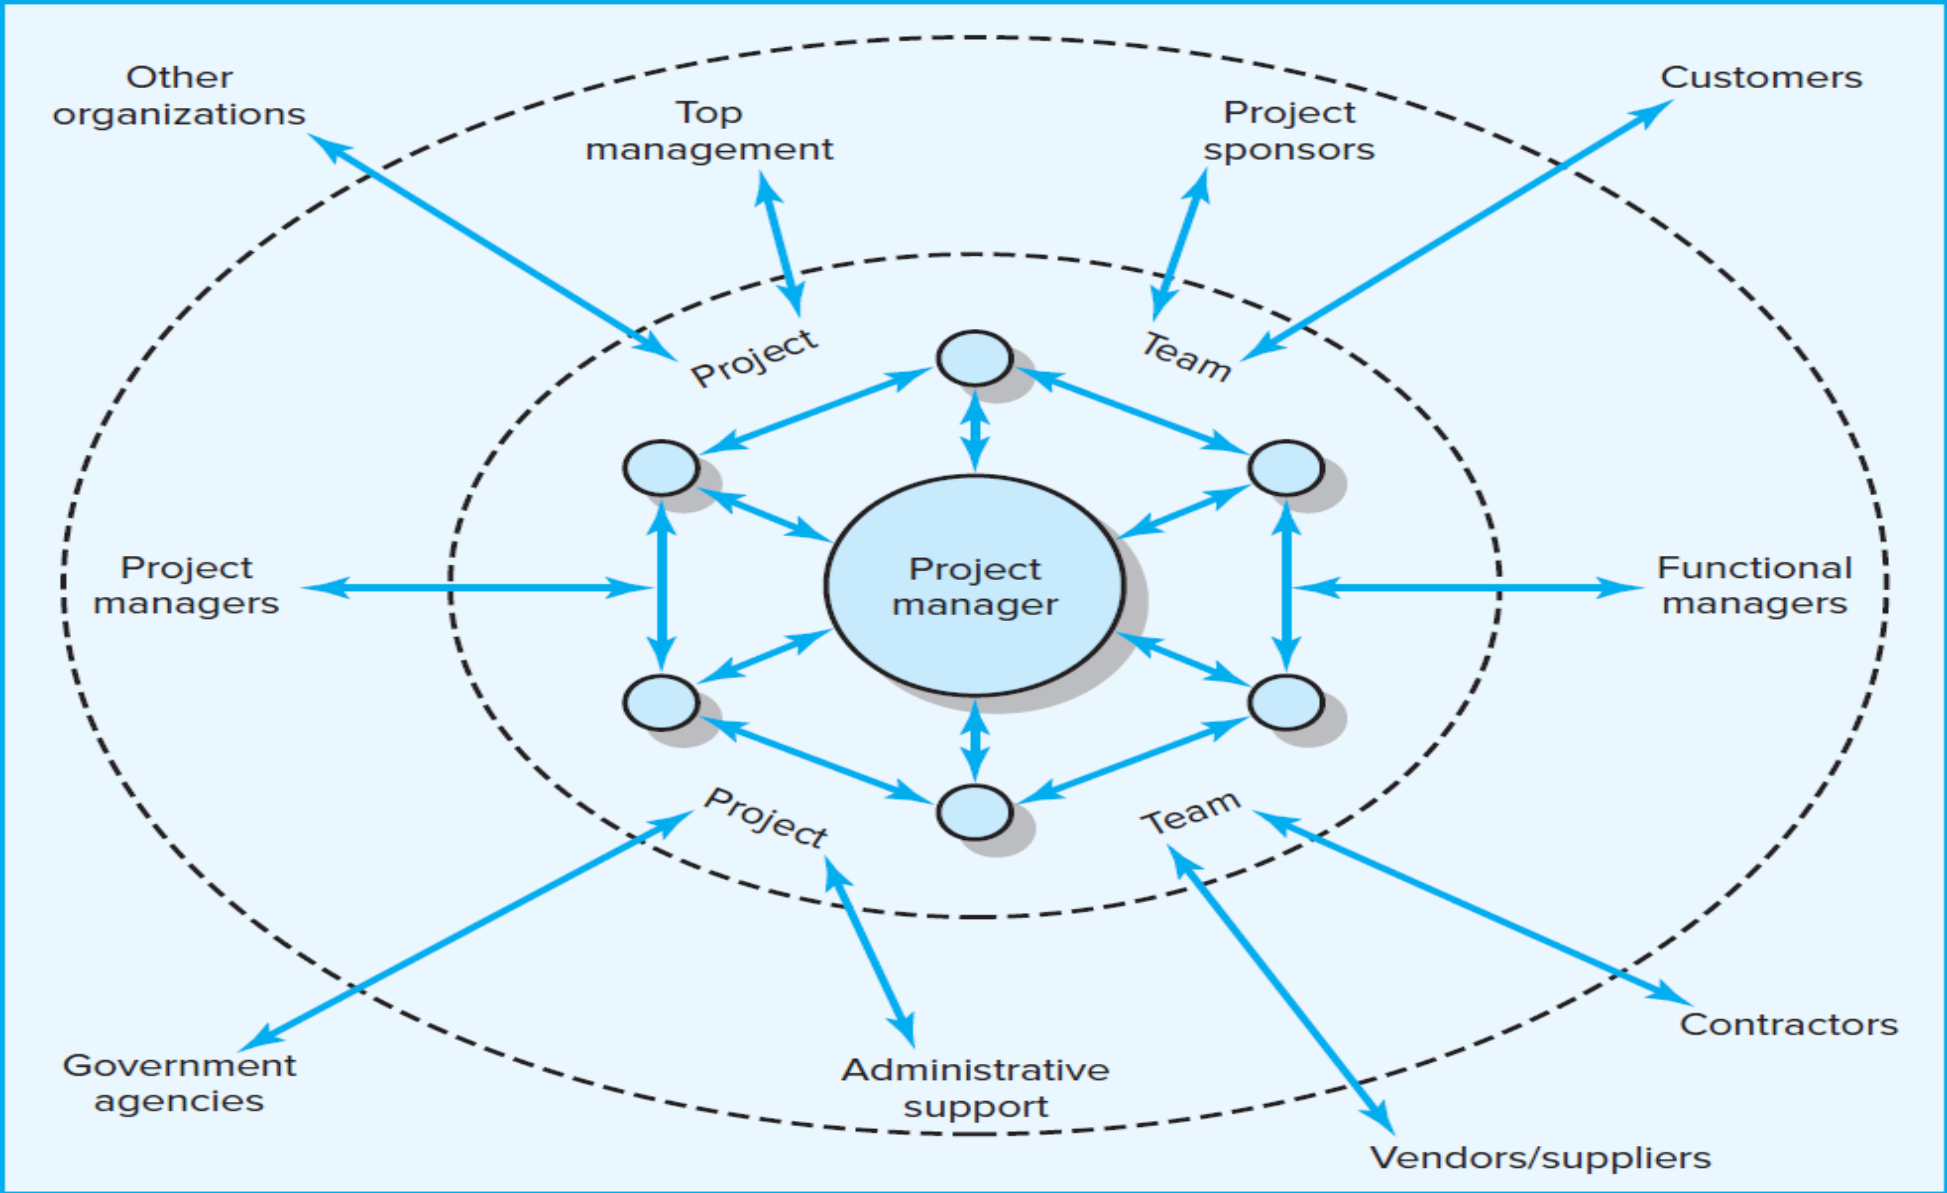 Other
organizations
Top
management
Project
sponsors
Customers
Project
Team
Project
managers
Project
manager
Functional
managers
Project
Team
Government
agencies
Administrative
support
Contractors
Vendors/suppliers